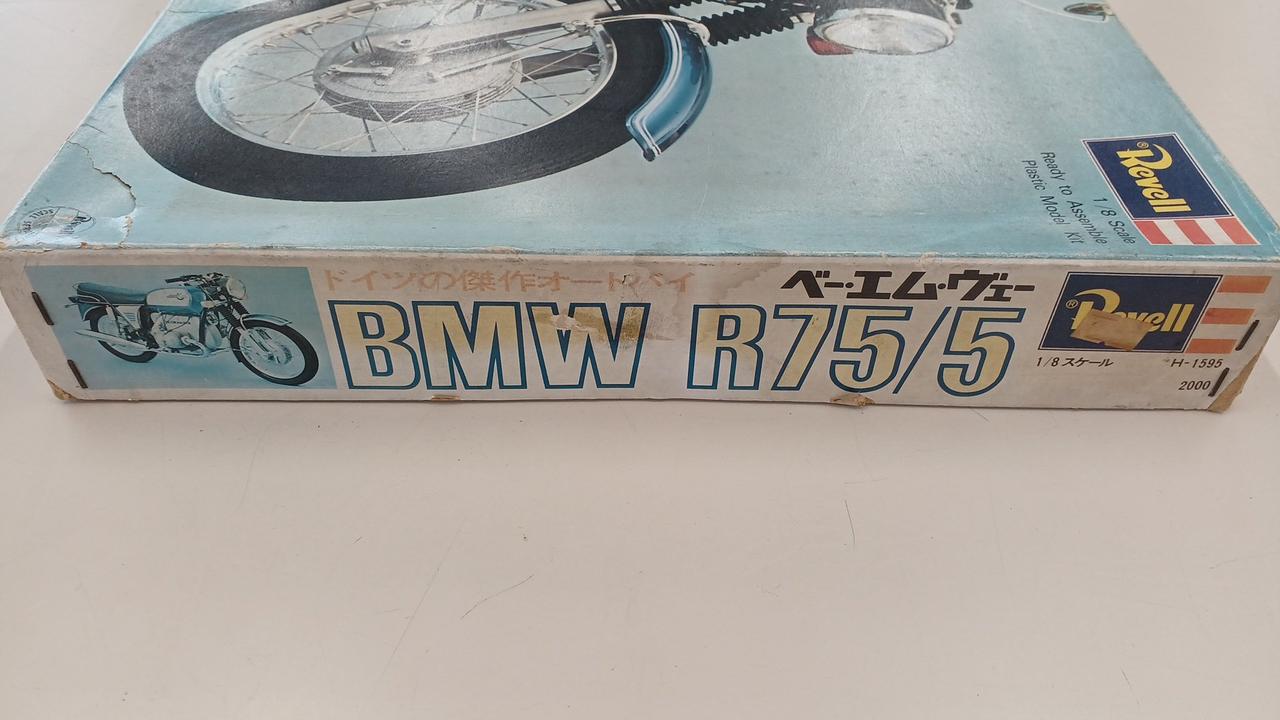 Revell®
1/8 Scale
Ready to Assemble
Plastic Model Kit
ドイツの傑作オートバイ
ベー・エム・ヴェー
BMW R75/5
®Revell
1/8 スケール
H-1595
2000